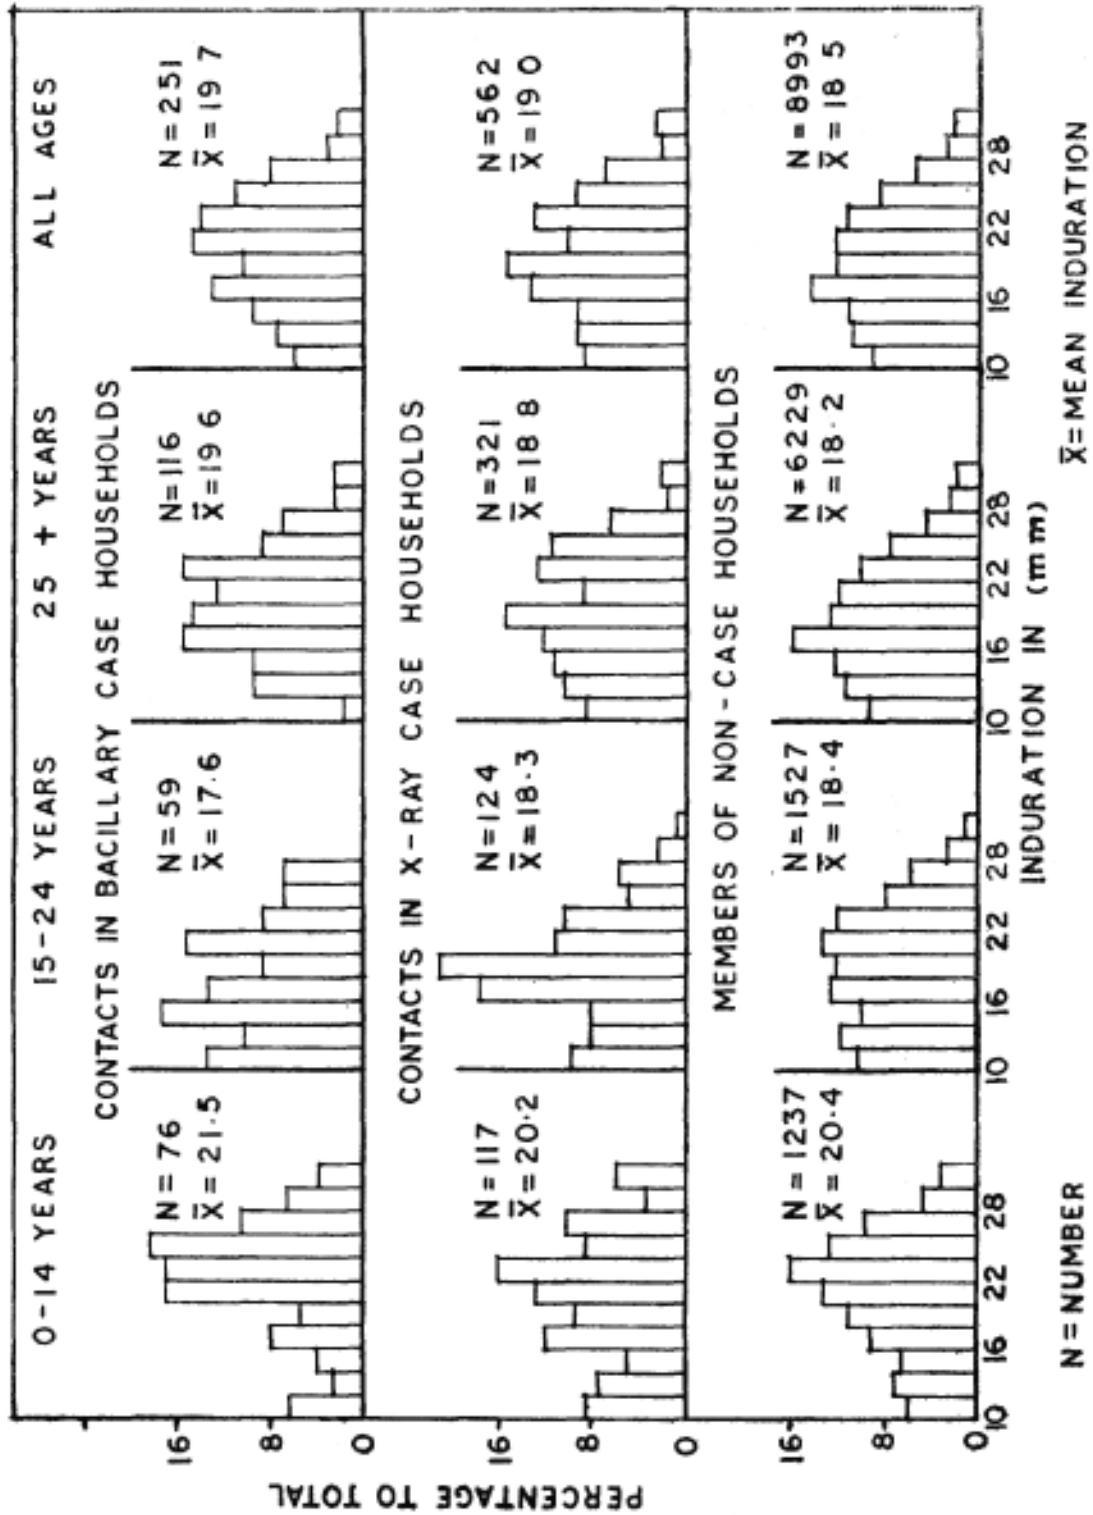 0-14 YEARS 15-24 YEARS 25 + YEARS ALL AGES
CONTACTS IN BACILLARY CASE HOUSEHOLDS
N = 76 N = 59 N = 116 N = 251
X̄ = 21·5 X̄ = 17·6 X̄ = 19 6 X̄ = 19 7
16
8
0
CONTACTS IN X-RAY CASE HOUSEHOLDS
N = 117 N = 124 N = 321 N = 562
X̄ = 20·2 X̄ = 18·3 X̄ = 18 8 X̄ = 19 0
16
8
0
MEMBERS OF NON-CASE HOUSEHOLDS
N = 1237 N = 1527 N = 6229 N = 8993
X̄ = 20·4 X̄ = 18·4 X̄ = 18·2 X̄ = 18 5
16
8
0
PERCENTAGE TO TOTAL
10 16 22 28 10 16 22 28 10 16 22 28 10 16 22 28
INDURATION IN (mm)
N = NUMBER X̄ = MEAN INDURATION